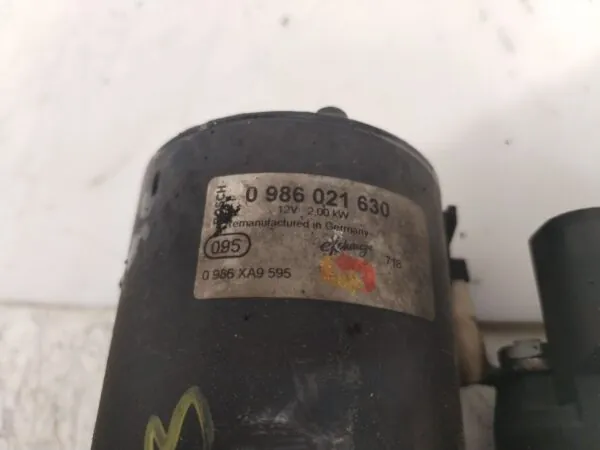 BOSCH
0 986 021 630
12V 2.00 kW
Remanufactured in Germany
eXchange 718
095
0 986 XA9 595
M